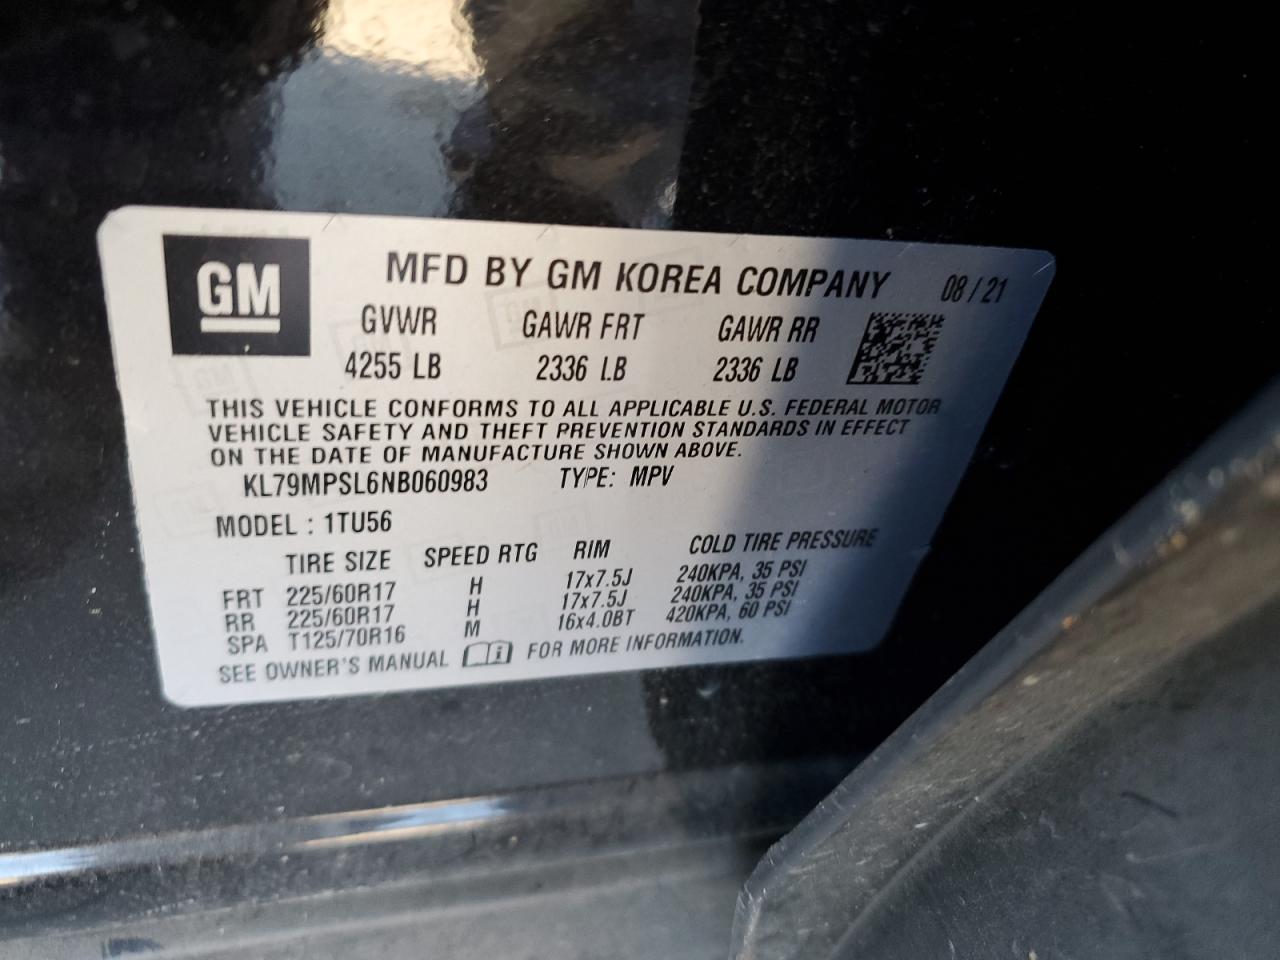 GM
MFD BY GM KOREA COMPANY 08 / 21
GVWR GAWR FRT GAWR RR
4255 LB 2336 LB 2336 LB
THIS VEHICLE CONFORMS TO ALL APPLICABLE U.S. FEDERAL MOTOR
VEHICLE SAFETY AND THEFT PREVENTION STANDARDS IN EFFECT
ON THE DATE OF MANUFACTURE SHOWN ABOVE.
KL79MPSL6NB060983 TYPE: MPV
MODEL : 1TU56
TIRE SIZE SPEED RTG RIM COLD TIRE PRESSURE
FRT 225/60R17 H 17x7.5J 240KPA, 35 PSI
RR 225/60R17 H 17x7.5J 240KPA, 35 PSI
SPA T125/70R16 M 16x4.0BT 420KPA, 60 PSI
SEE OWNER'S MANUAL i FOR MORE INFORMATION.